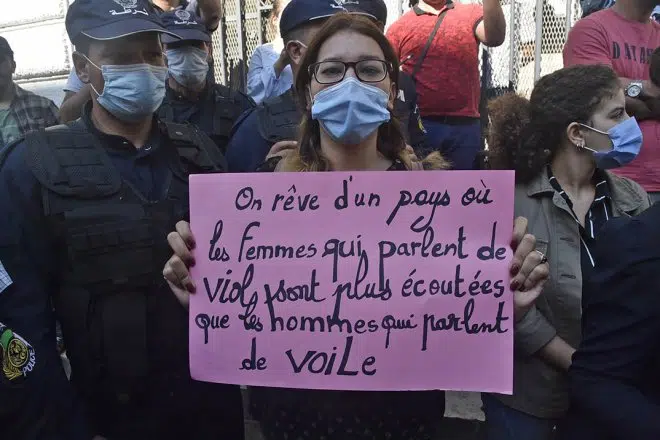 On rêve d'un pays où
les Femmes qui parlent de
viol, sont plus écoutées
que les hommes qui parlent
de voile